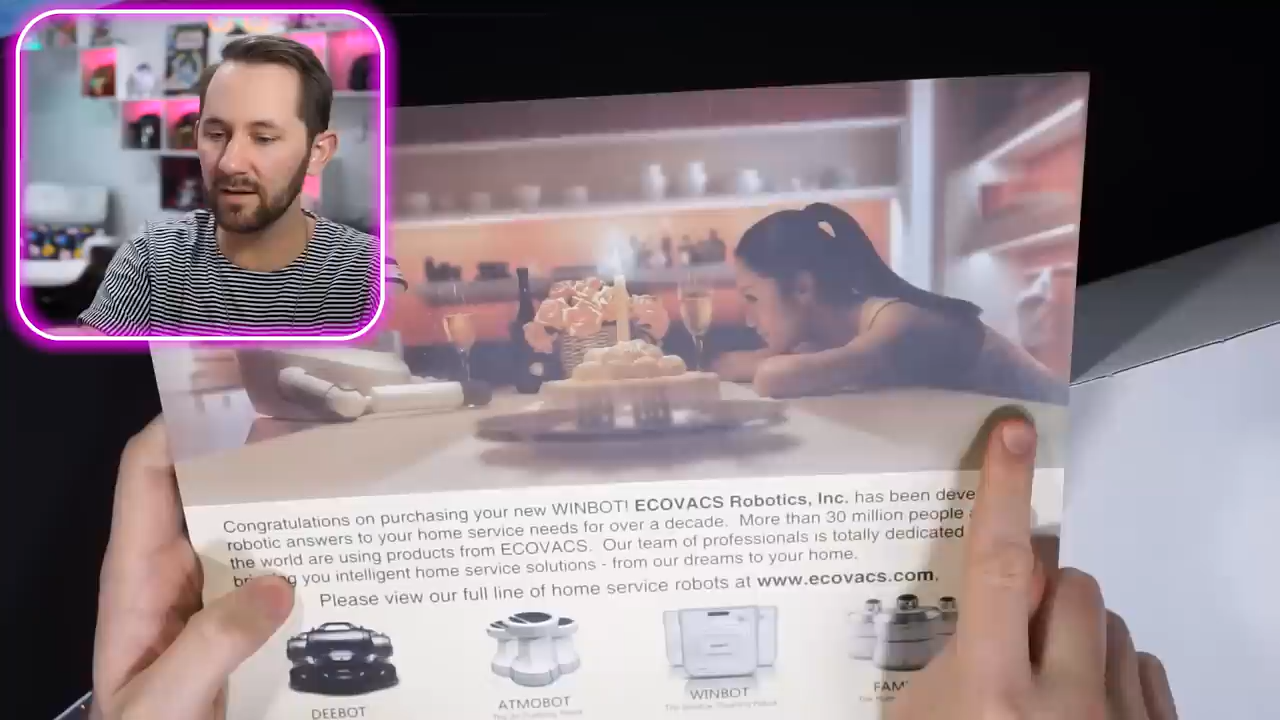 Congratulations on purchasing your new WINBOT! ECOVACS Robotics, Inc. has been deve
robotic answers to your home service needs for over a decade. More than 30 million people
the world are using products from ECOVACS. Our team of professionals is totally dedicated
you intelligent home service solutions - from our dreams to your home.
Please view our full line of home service robots at www.ecovacs.com.
DEEBOT
ATMOBOT
WINBOT
FAM